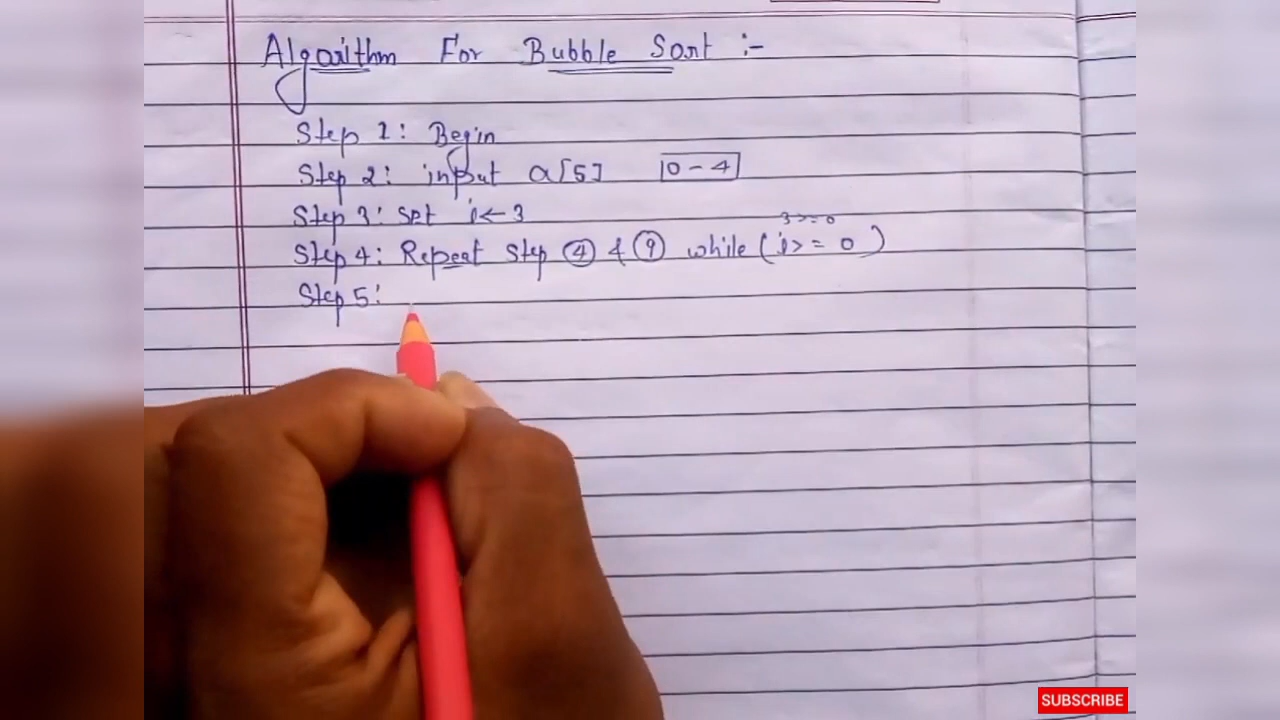 Algorithm For Bubble Sort :-
Step 1: Begin
Step 2: input a[5] 0-4
Step 3: set i←3
3>=0
Step 4: Repeat step 4 & 9 while (i>= 0)
Step 5:
SUBSCRIBE